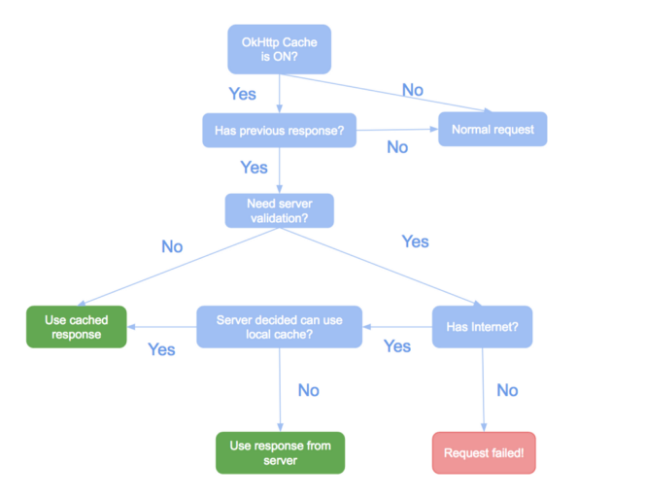 OkHttp Cache
is ON?
Yes
No
Has previous response?
No
Normal request
Yes
Need server
validation?
No
Yes
Use cached
response
Yes
Server decided can use
local cache?
Yes
Has Internet?
No
No
Use response from
server
Request failed!